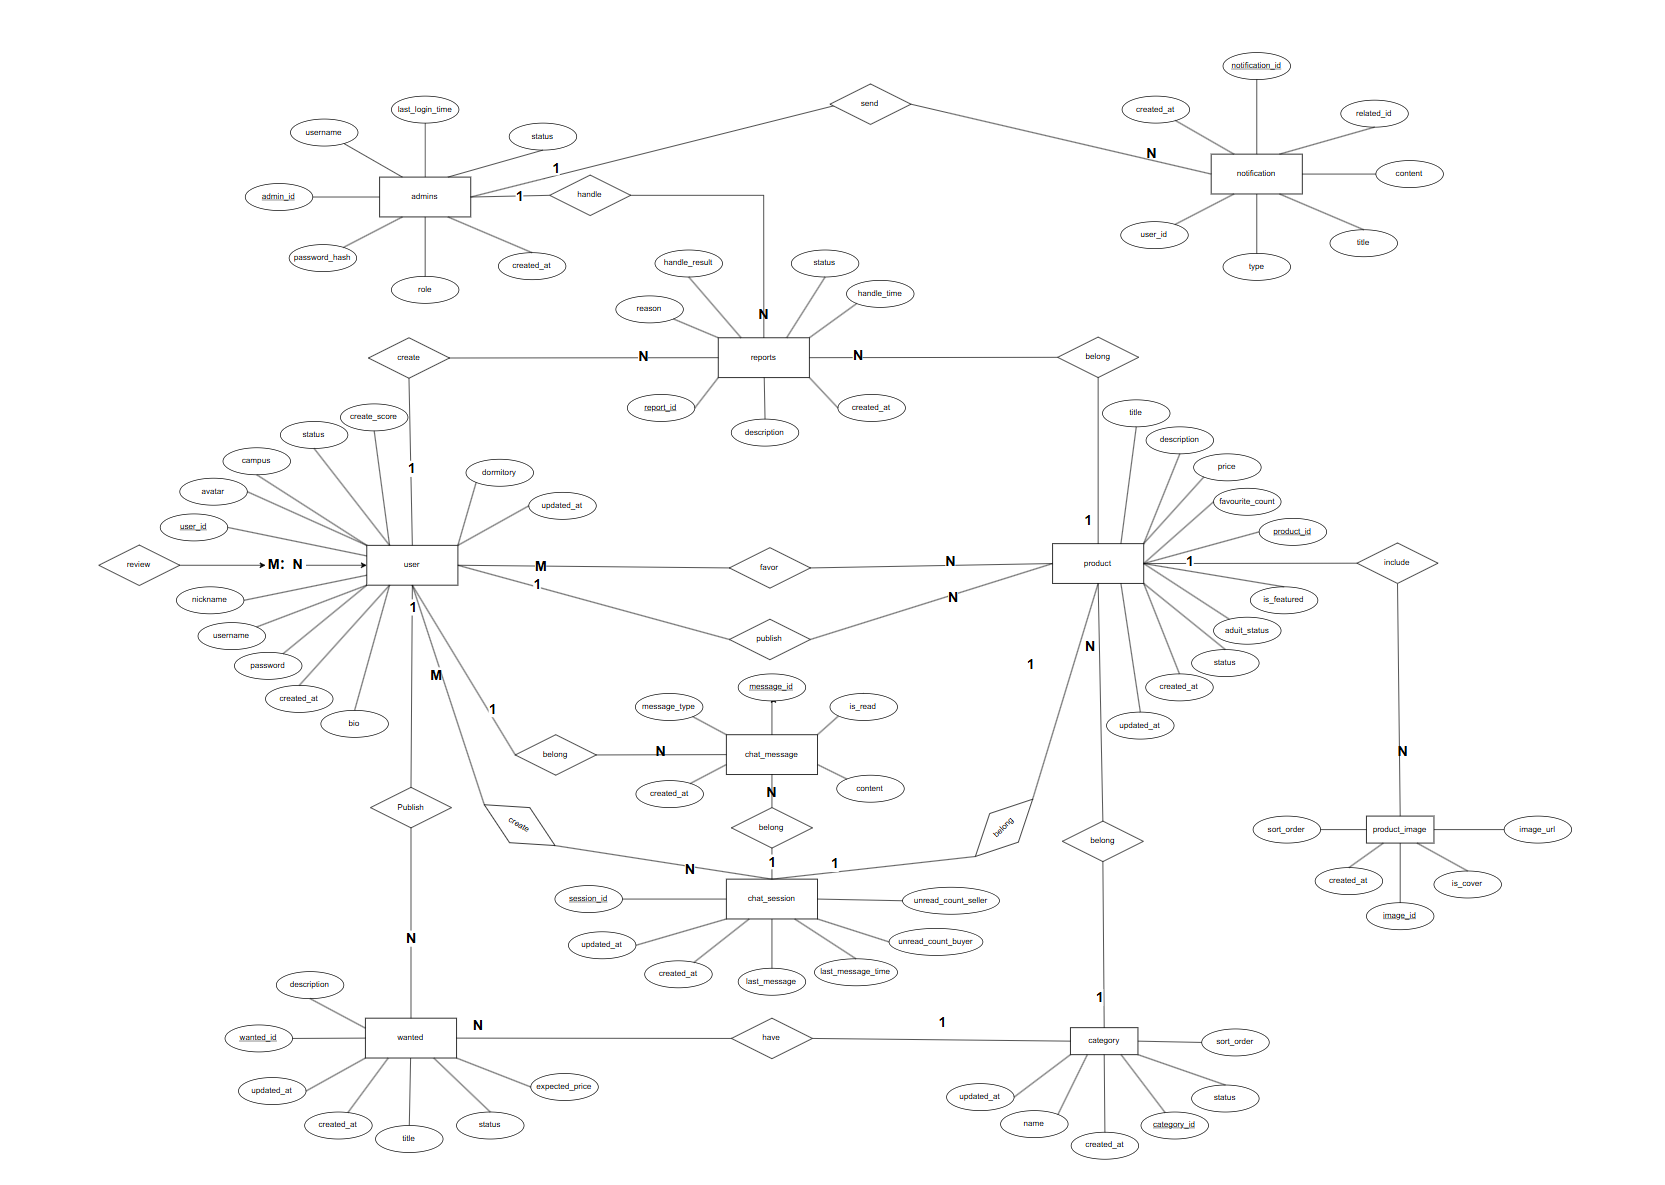 notification_id
send
last_login_time
created_at
related_id
username
status
1
N
notification
content
admins
handle
1
admin_id
user_id
title
password_hash
created_at
type
role
handle_result
status
handle_time
reason
N
create
N
reports
N
belong
report_id
created_at
description
create_score
title
status
description
campus
1
dormitory
price
avatar
updated_at
favourite_count
user_id
1
product_id
review
M: N
user
M
favor
N
product
1
include
1
N
nickname
1
is_featured
username
publish
aduit_status
password
N
1
status
M
created_at
message_id
created_at
bio
1
message_type
is_read
updated_at
belong
N
chat_message
N
created_at
content
N
Publish
create
belong
belong
belong
sort_order
product_image
image_url
N
1
1
created_at
is_cover
session_id
chat_session
unread_count_seller
image_id
N
updated_at
unread_count_buyer
created_at
last_message
last_message_time
description
1
N
1
wanted_id
wanted
have
category
sort_order
updated_at
expected_price
updated_at
status
created_at
title
status
name
created_at
category_id